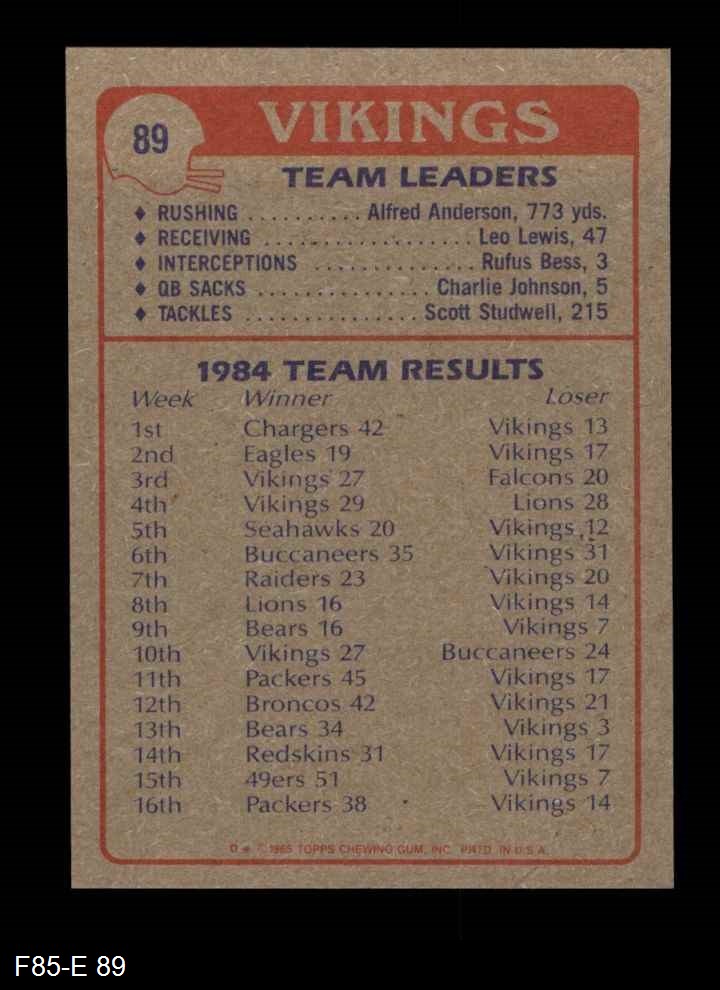 89
VIKINGS
TEAM LEADERS
♦ RUSHING .......... Alfred Anderson, 773 yds.
♦ RECEIVING .................. Leo Lewis, 47
♦ INTERCEPTIONS .............. Rufus Bess, 3
♦ QB SACKS ............... Charlie Johnson, 5
♦ TACKLES ............... Scott Studwell, 215
1984 TEAM RESULTS
Week Winner Loser
1st Chargers 42 Vikings 13
2nd Eagles 19 Vikings 17
3rd Vikings 27 Falcons 20
4th Vikings 29 Lions 28
5th Seahawks 20 Vikings 12
6th Buccaneers 35 Vikings 31
7th Raiders 23 Vikings 20
8th Lions 16 Vikings 14
9th Bears 16 Vikings 7
10th Vikings 27 Buccaneers 24
11th Packers 45 Vikings 17
12th Broncos 42 Vikings 21
13th Bears 34 Vikings 3
14th Redskins 31 Vikings 17
15th 49ers 51 Vikings 7
16th Packers 38 Vikings 14
D * © 1985 TOPPS CHEWING GUM, INC. PRTD. IN U.S.A.
F85-E 89